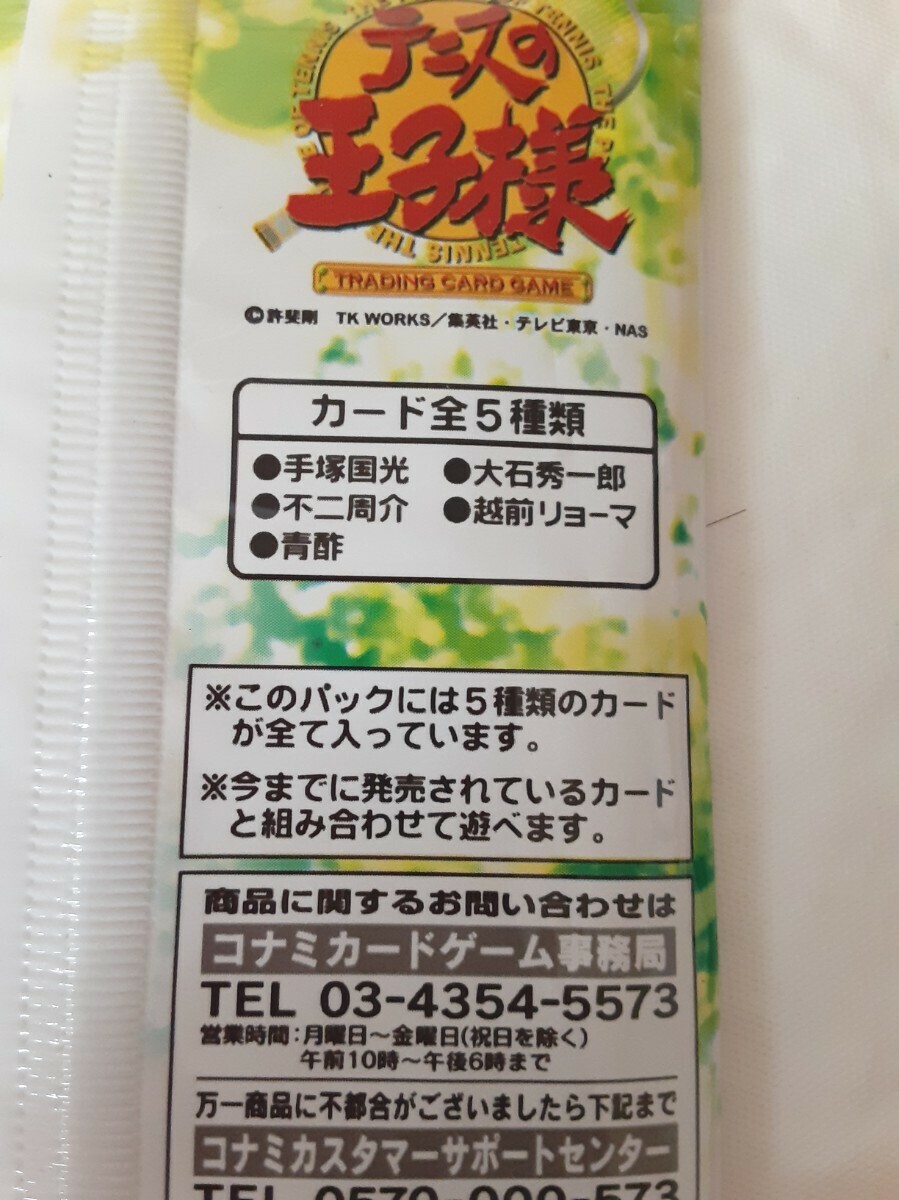 テニスの
王子様
TENNIS THE
TRADING CARD GAME
©許斐剛 TK WORKS／集英社・テレビ東京・NAS
カード全5種類
●手塚国光 ●大石秀一郎
●不二周介 ●越前リョーマ
●青酢
※このパックには5種類のカード
が全て入っています。
※今までに発売されているカード
と組み合わせて遊べます。
商品に関するお問い合わせは
コナミカードゲーム事務局
TEL 03-4354-5573
営業時間:月曜日～金曜日(祝日を除く)
午前10時～午後6時まで
万一商品に不都合がございましたら下記まで
コナミカスタマーサポートセンター
TEL 0570-000-573